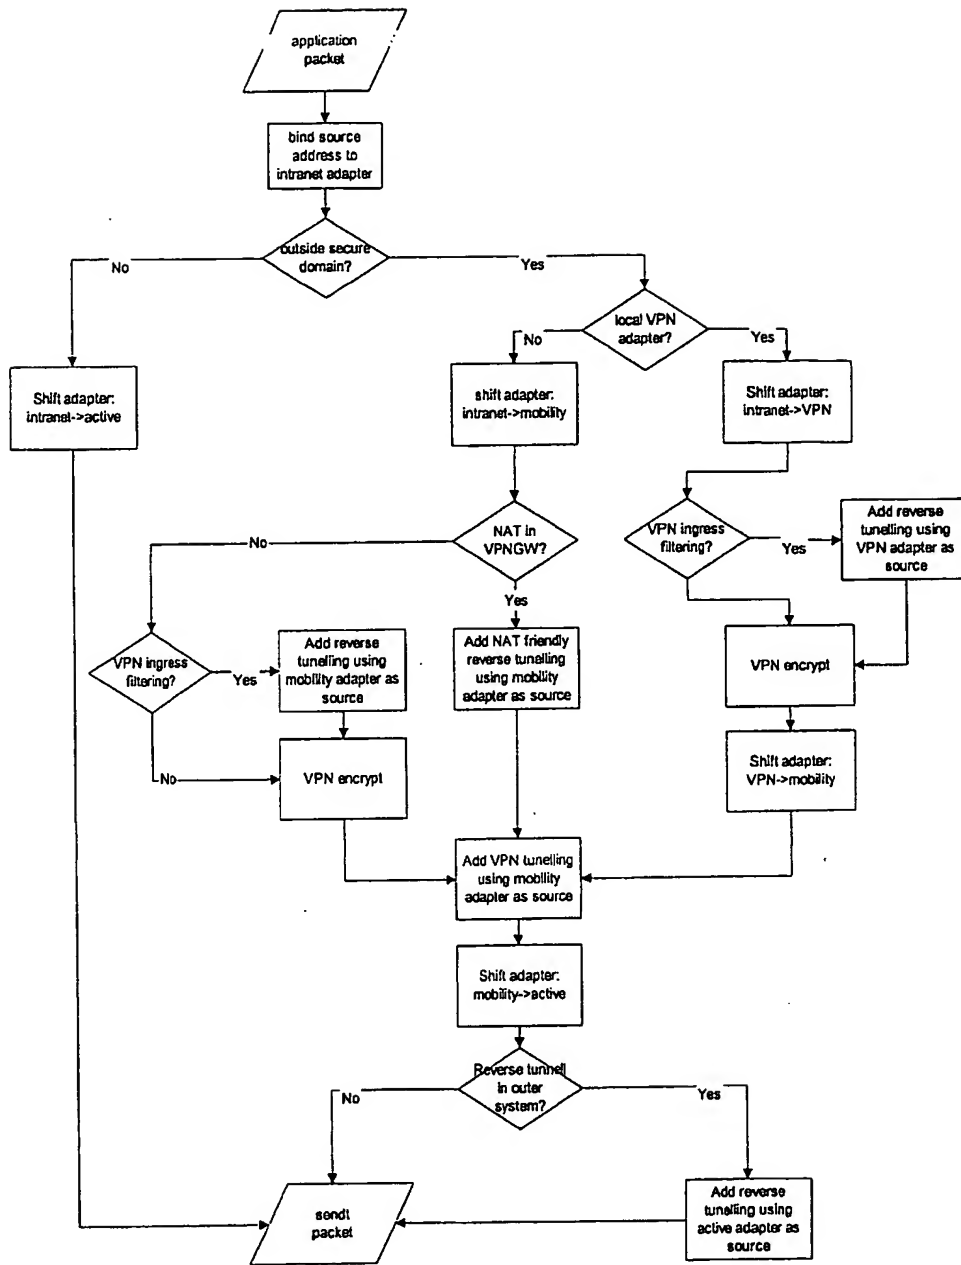 application
packet
bind source
address to
intranet adapter
outside secure
domain?
No
Yes
local VPN
adapter?
No
Yes
Shift adapter:
intranet->active
shift adapter:
intranet->mobility
Shift adapter:
intranet->VPN
NAT in
VPNGW?
No
Yes
VPN ingress
filtering?
Yes
Add reverse
tunelling using
VPN adapter as
source
VPN ingress
filtering?
Yes
No
Add reverse
tunelling using
mobility adapter as
source
Add NAT friendly
reverse tunelling
using mobility
adapter as source
VPN encrypt
VPN encrypt
Shift adapter:
VPN->mobility
Add VPN tunelling
using mobility
adapter as source
Shift adapter:
mobility->active
Reverse tunnell
in outer
system?
No
Yes
sendt
packet
Add reverse
tunelling using
active adapter as
source